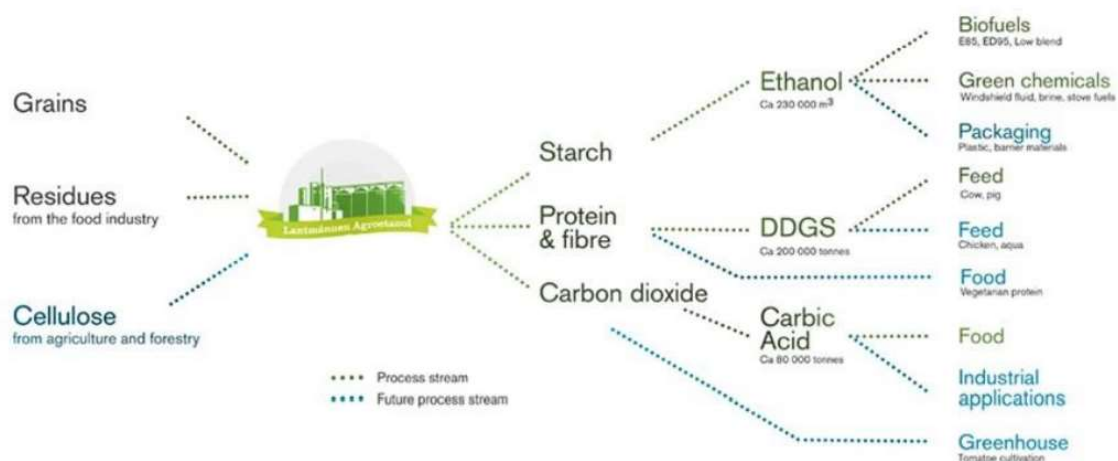 Grains
Residues
from the food industry
Cellulose
from agriculture and forestry
Lantmännen Agroetanol
Starch
Protein
& fibre
Carbon dioxide
Process stream
Future process stream
Ethanol
Ca 230 000 m³
DDGS
Ca 200 000 tonnes
Carbic
Acid
Ca 80 000 tonnes
Biofuels
E85, ED95, Low blend
Green chemicals
Windshield fluid, brine, stove fuels
Packaging
Plastic, barrier materials
Feed
Cow, pig
Feed
Chicken, aqua
Food
Vegetarian protein
Food
Industrial
applications
Greenhouse
Tomatoe cultivation